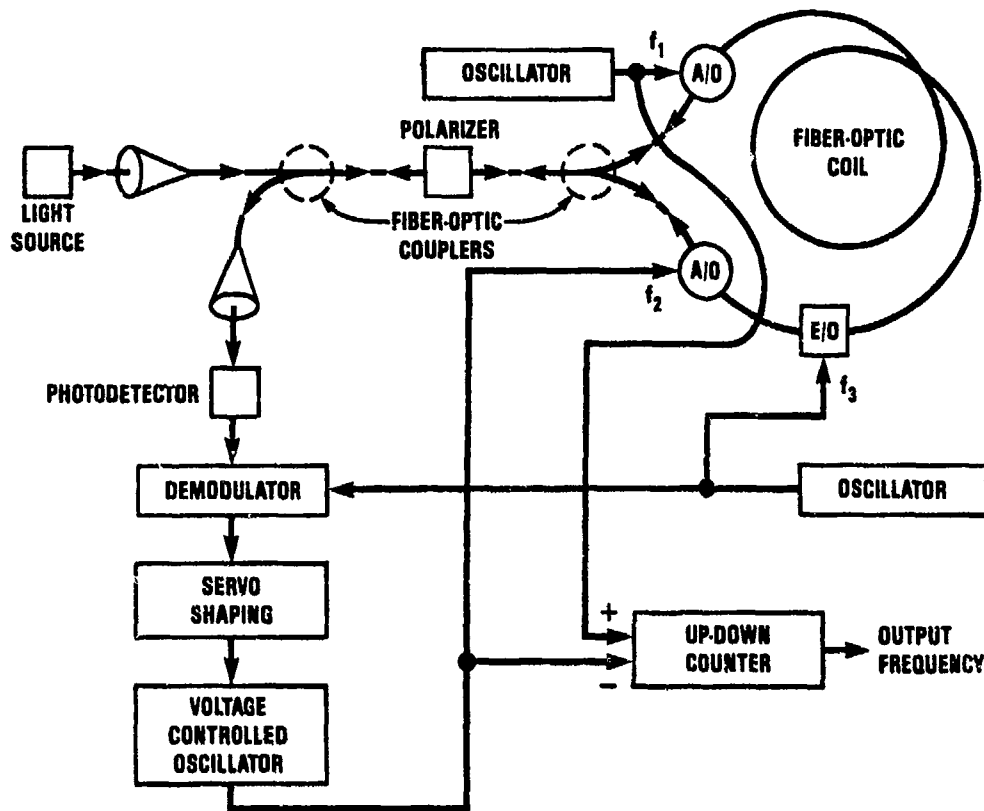 f1
OSCILLATOR
A/O
POLARIZER
FIBER-OPTIC
COIL
LIGHT
SOURCE
FIBER-OPTIC
COUPLERS
A/O
f2
E/O
PHOTODETECTOR
f3
DEMODULATOR
OSCILLATOR
SERVO
SHAPING
+
UP-DOWN
COUNTER
OUTPUT
FREQUENCY
−
VOLTAGE
CONTROLLED
OSCILLATOR